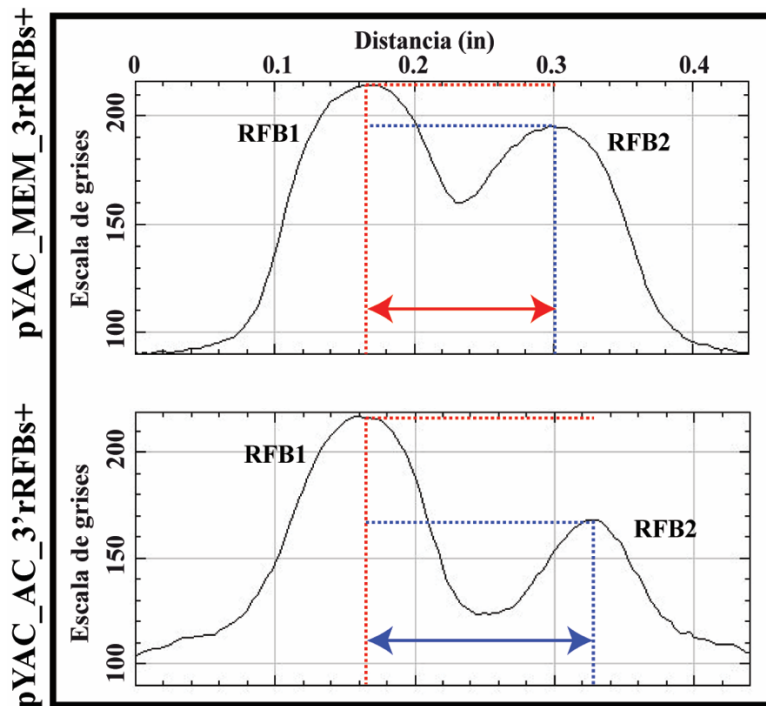 Distancia (in)
0 0.1 0.2 0.3 0.4
pYAC_MEM_3rRFBs+
Escala de grises
200
150
100
RFB1
RFB2
pYAC_AC_3'rRFBs+
Escala de grises
200
150
100
RFB1
RFB2